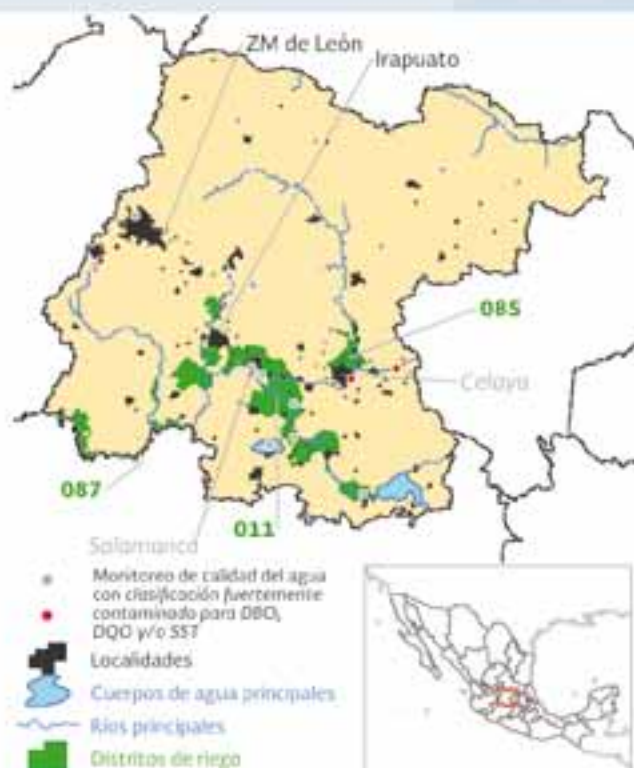 ZM de León
Irapuato
085
Celaya
087
011
Salamanca
Monitoreo de calidad del agua
con clasificación fuertemente
contaminado para DBO,
DQO y/o SST
Localidades
Cuerpos de agua principales
Ríos principales
Distritos de riego